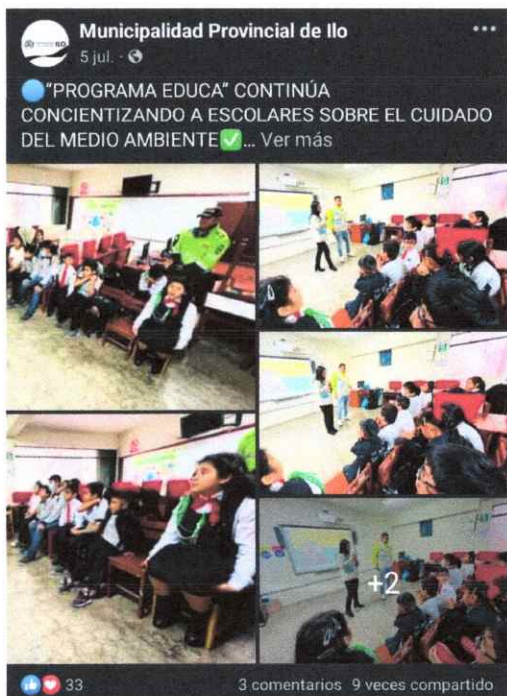 Municipalidad Provincial de Ilo
5 jul. ·
"PROGRAMA EDUCA" CONTINÚA
CONCIENTIZANDO A ESCOLARES SOBRE EL CUIDADO
DEL MEDIO AMBIENTE✅... Ver más
+2
33
3 comentarios 9 veces compartido